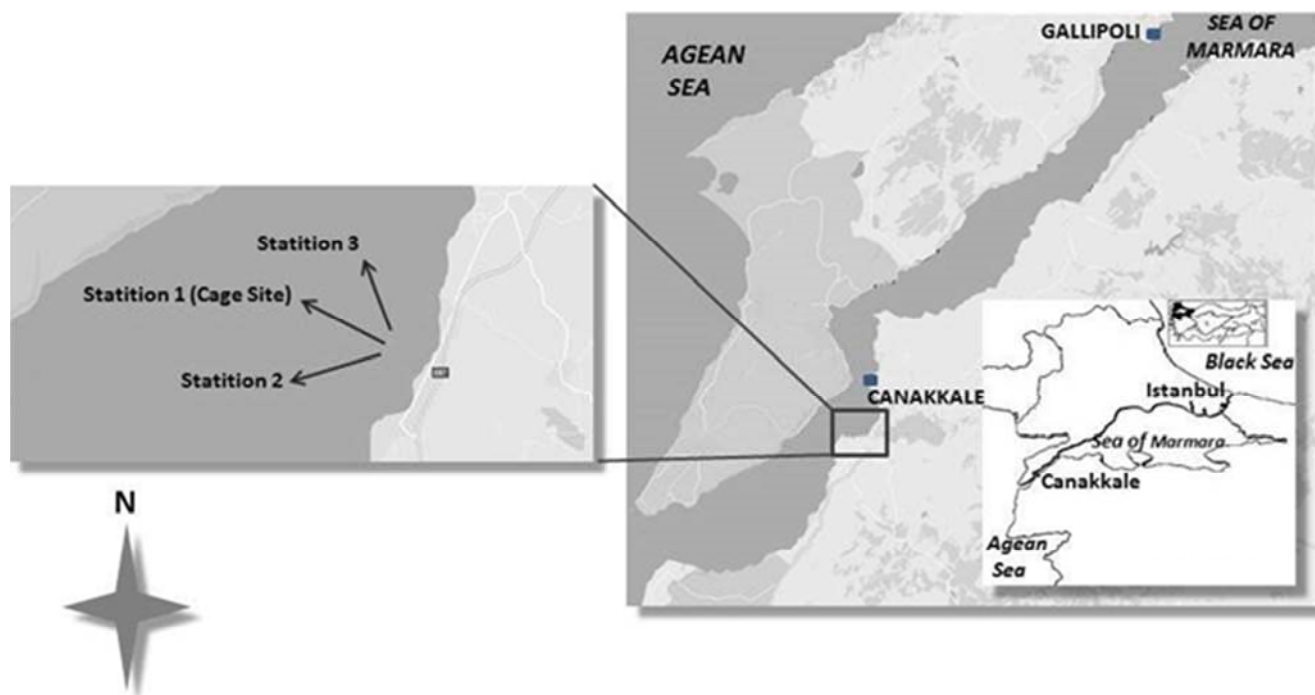 GALLIPOLI
SEA OF
MARMARA
AGEAN
SEA
Statition 3
Statition 1 (Cage Site)
Statition 2
CANAKKALE
Black Sea
Istanbul
Sea of Marmara
Canakkale
Agean
Sea
N